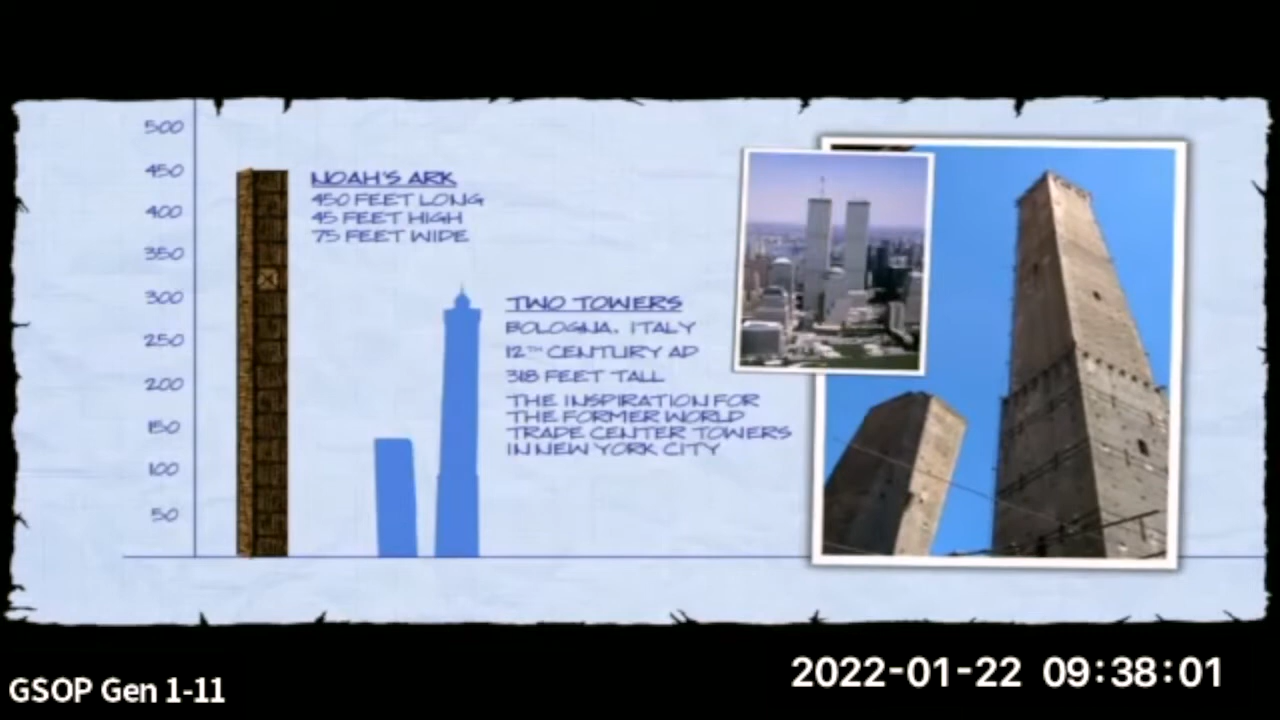 500
450
400
350
300
250
200
150
100
50
NOAH'S ARK
450 FEET LONG
45 FEET HIGH
75 FEET WIDE
TWO TOWERS
BOLOGNA, ITALY
12TH CENTURY AD
318 FEET TALL
THE INSPIRATION FOR
THE FORMER WORLD
TRADE CENTER TOWERS
IN NEW YORK CITY
GSOP Gen 1-11
2022-01-22 09:38:01